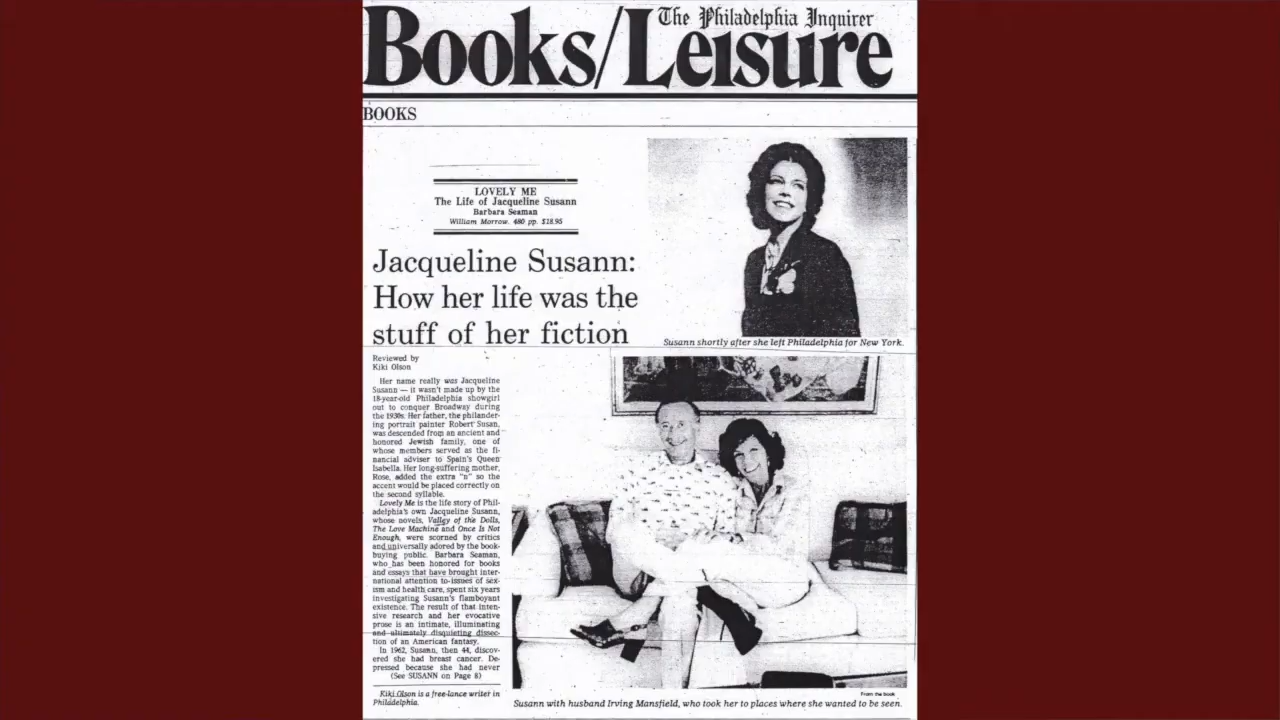 The Philadelphia Inquirer
Books/Leisure
BOOKS
LOVELY ME
The Life of Jacqueline Susann
Barbara Seaman
William Morrow. 480 pp. $18.95
Jacqueline Susann:
How her life was the
stuff of her fiction
Susann shortly after she left Philadelphia for New York.
Reviewed by
Kiki Olson
Her name really was Jacqueline
Susann — it wasn't made up by the
18-year-old Philadelphia showgirl
out to conquer Broadway during
the 1930s. Her father, the philander-
ing portrait painter Robert Susan,
was descended from an ancient and
honored Jewish family, one of
whose members served as the fi-
nancial adviser to Spain's Queen
Isabella. Her long-suffering mother,
Rose, added the extra "n" so the
accent would be placed correctly on
the second syllable.
Lovely Me is the life story of Phil-
adelphia's own Jacqueline Susann,
whose novels, Valley of the Dolls,
The Love Machine and Once Is Not
Enough, were scorned by critics
and universally adored by the book-
buying public. Barbara Seaman,
who has been honored for books
and essays that have brought inter-
national attention to issues of sex-
ism and health care, spent six years
investigating Susann's flamboyant
existence. The result of that inten-
sive research and her evocative
prose is an intimate, illuminating
and ultimately disquieting dissec-
tion of an American fantasy.
In 1962, Susann, then 44, discov-
ered she had breast cancer. De-
pressed because she had never
(See SUSANN on Page 8)
Kiki Olson is a free-lance writer in
Philadelphia.
From the book
Susann with husband Irving Mansfield, who took her to places where she wanted to be seen.